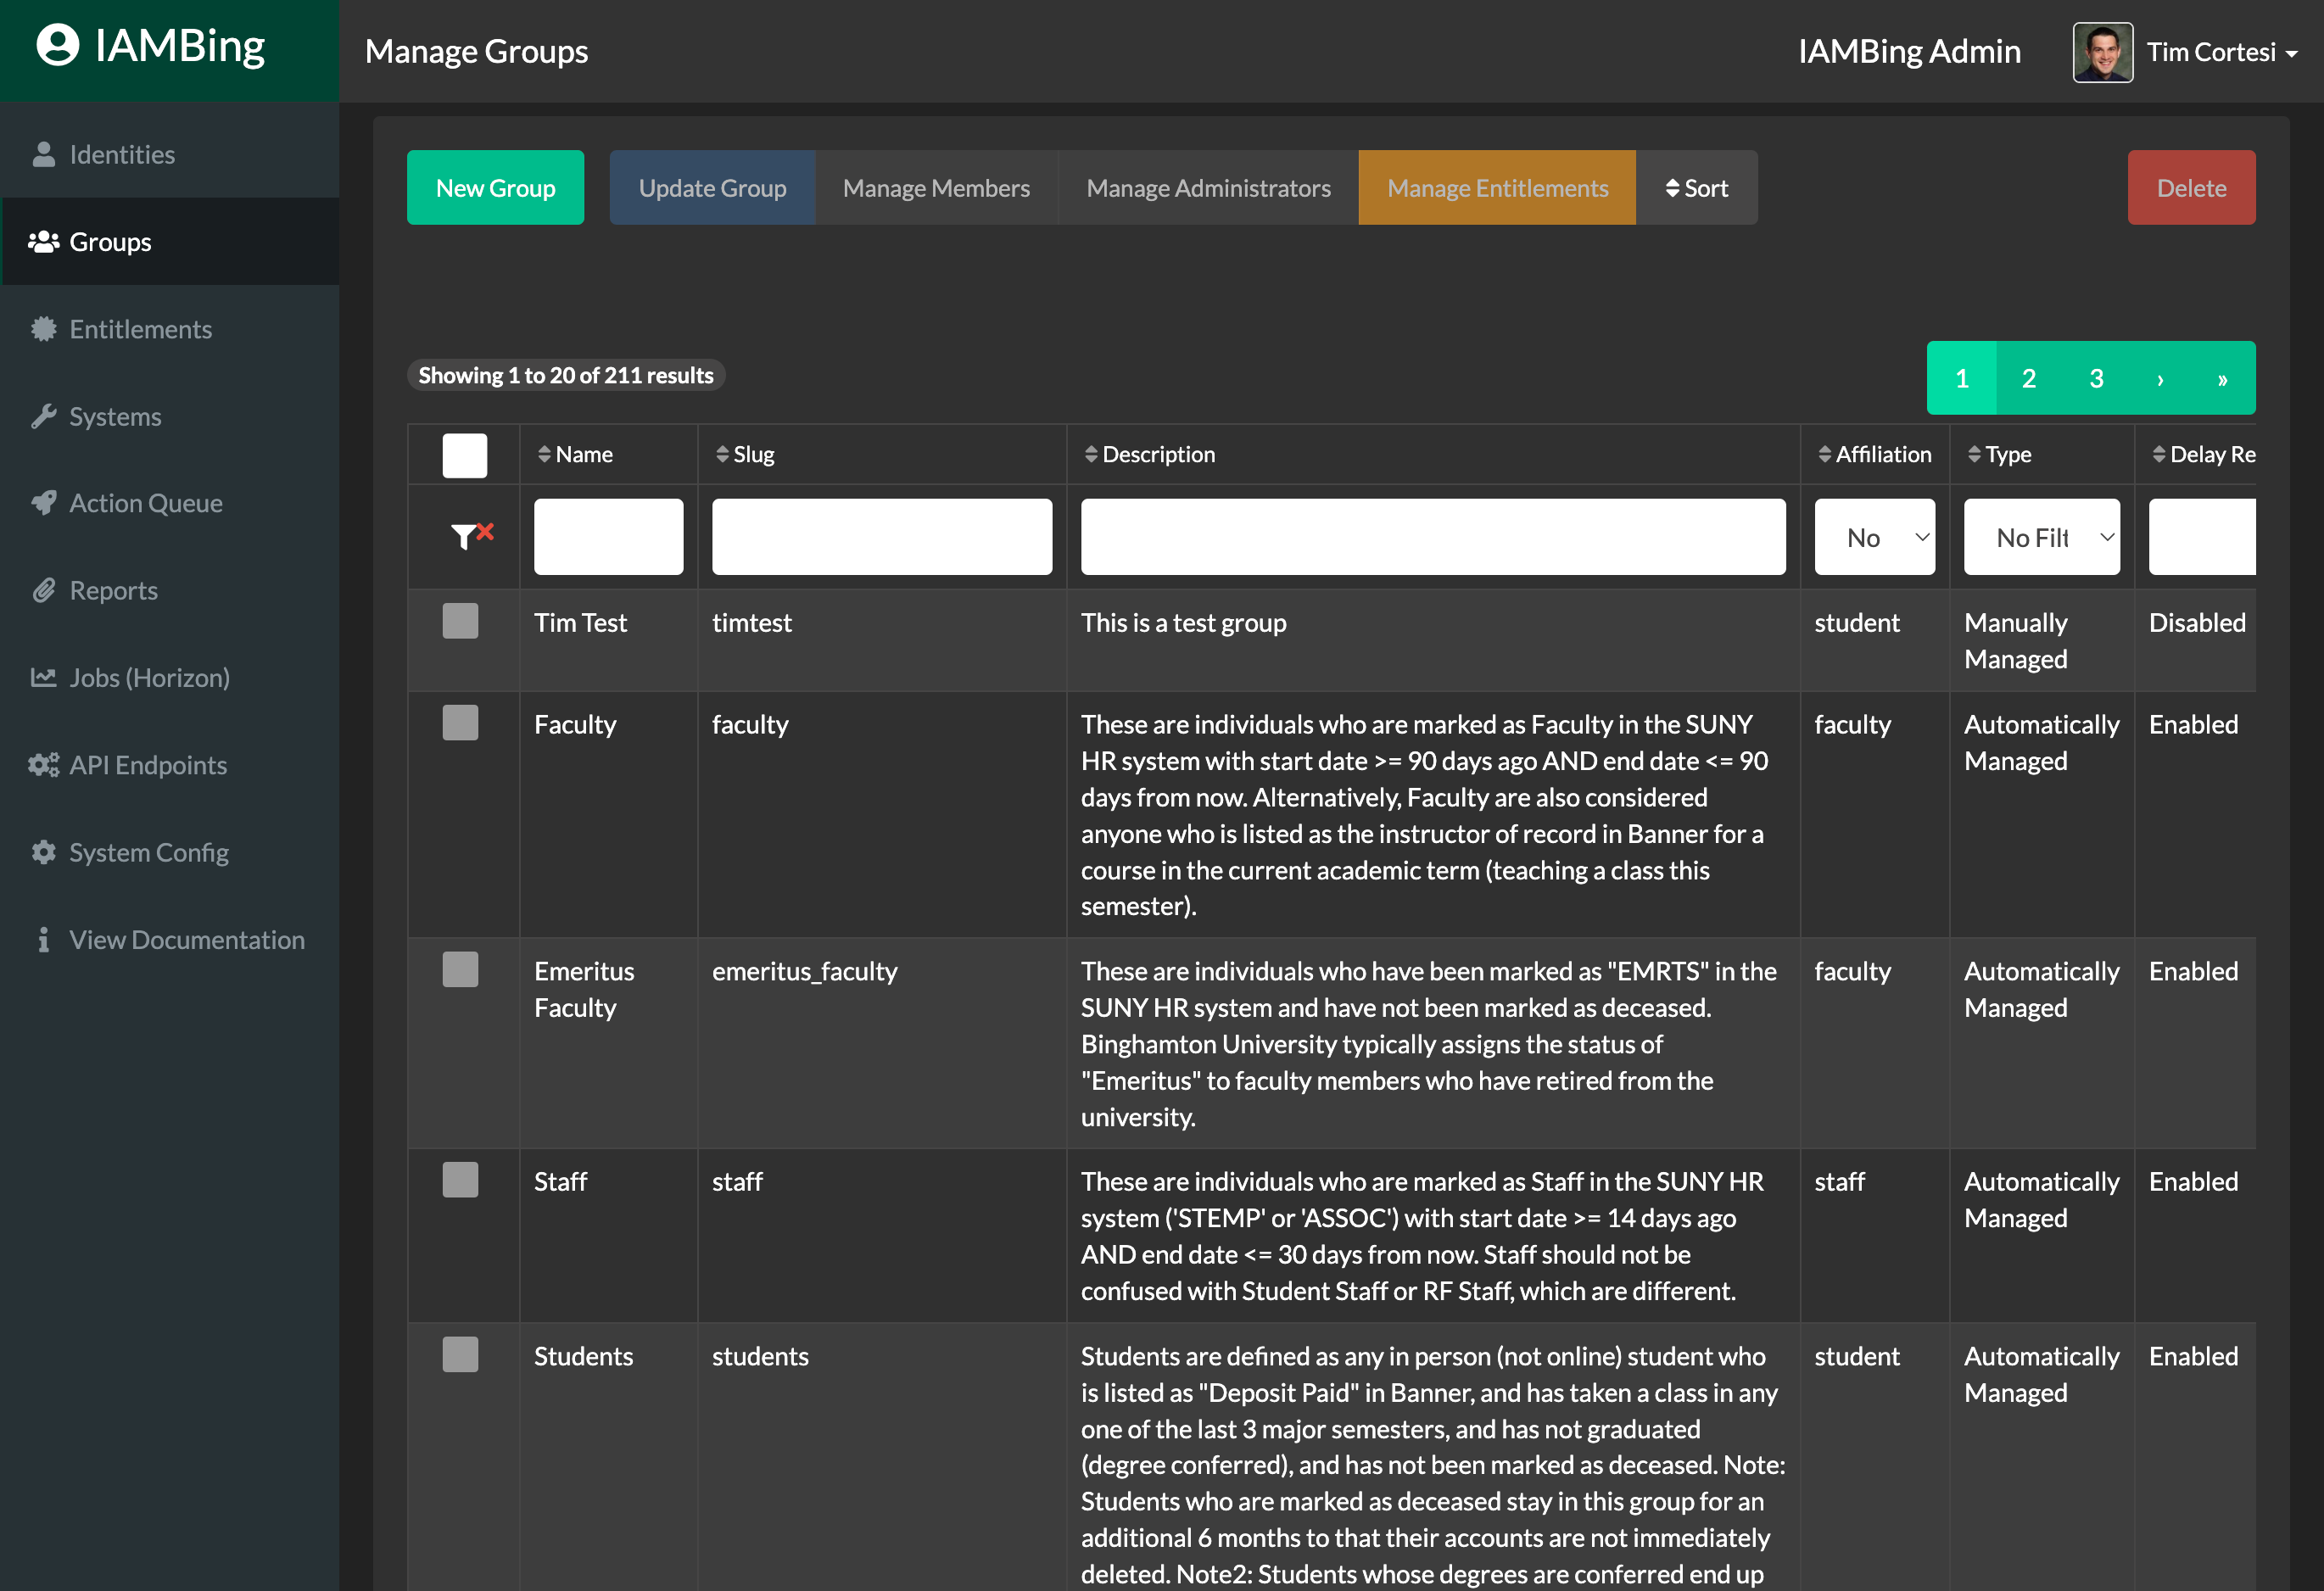 IAMBing
Manage Groups
IAMBing Admin
Tim Cortesi
Identities
Groups
Entitlements
Systems
Action Queue
Reports
Jobs (Horizon)
API Endpoints
System Config
View Documentation
New Group
Update Group
Manage Members
Manage Administrators
Manage Entitlements
Sort
Delete
Showing 1 to 20 of 211 results
1 2 3 › »
Name
Slug
Description
Affiliation
Type
Delay Re
No
No Filt
Tim Test
timtest
This is a test group
student
Manually
Managed
Disabled
Faculty
faculty
These are individuals who are marked as Faculty in the SUNY
HR system with start date >= 90 days ago AND end date <= 90
days from now. Alternatively, Faculty are also considered
anyone who is listed as the instructor of record in Banner for a
course in the current academic term (teaching a class this
semester).
faculty
Automatically
Managed
Enabled
Emeritus
Faculty
emeritus_faculty
These are individuals who have been marked as "EMRTS" in the
SUNY HR system and have not been marked as deceased.
Binghamton University typically assigns the status of
"Emeritus" to faculty members who have retired from the
university.
faculty
Automatically
Managed
Enabled
Staff
staff
These are individuals who are marked as Staff in the SUNY HR
system ('STEMP' or 'ASSOC') with start date >= 14 days ago
AND end date <= 30 days from now. Staff should not be
confused with Student Staff or RF Staff, which are different.
staff
Automatically
Managed
Enabled
Students
students
Students are defined as any in person (not online) student who
is listed as "Deposit Paid" in Banner, and has taken a class in any
one of the last 3 major semesters, and has not graduated
(degree conferred), and has not been marked as deceased. Note:
Students who are marked as deceased stay in this group for an
additional 6 months to that their accounts are not immediately
deleted. Note2: Students whose degrees are conferred end up
student
Automatically
Managed
Enabled